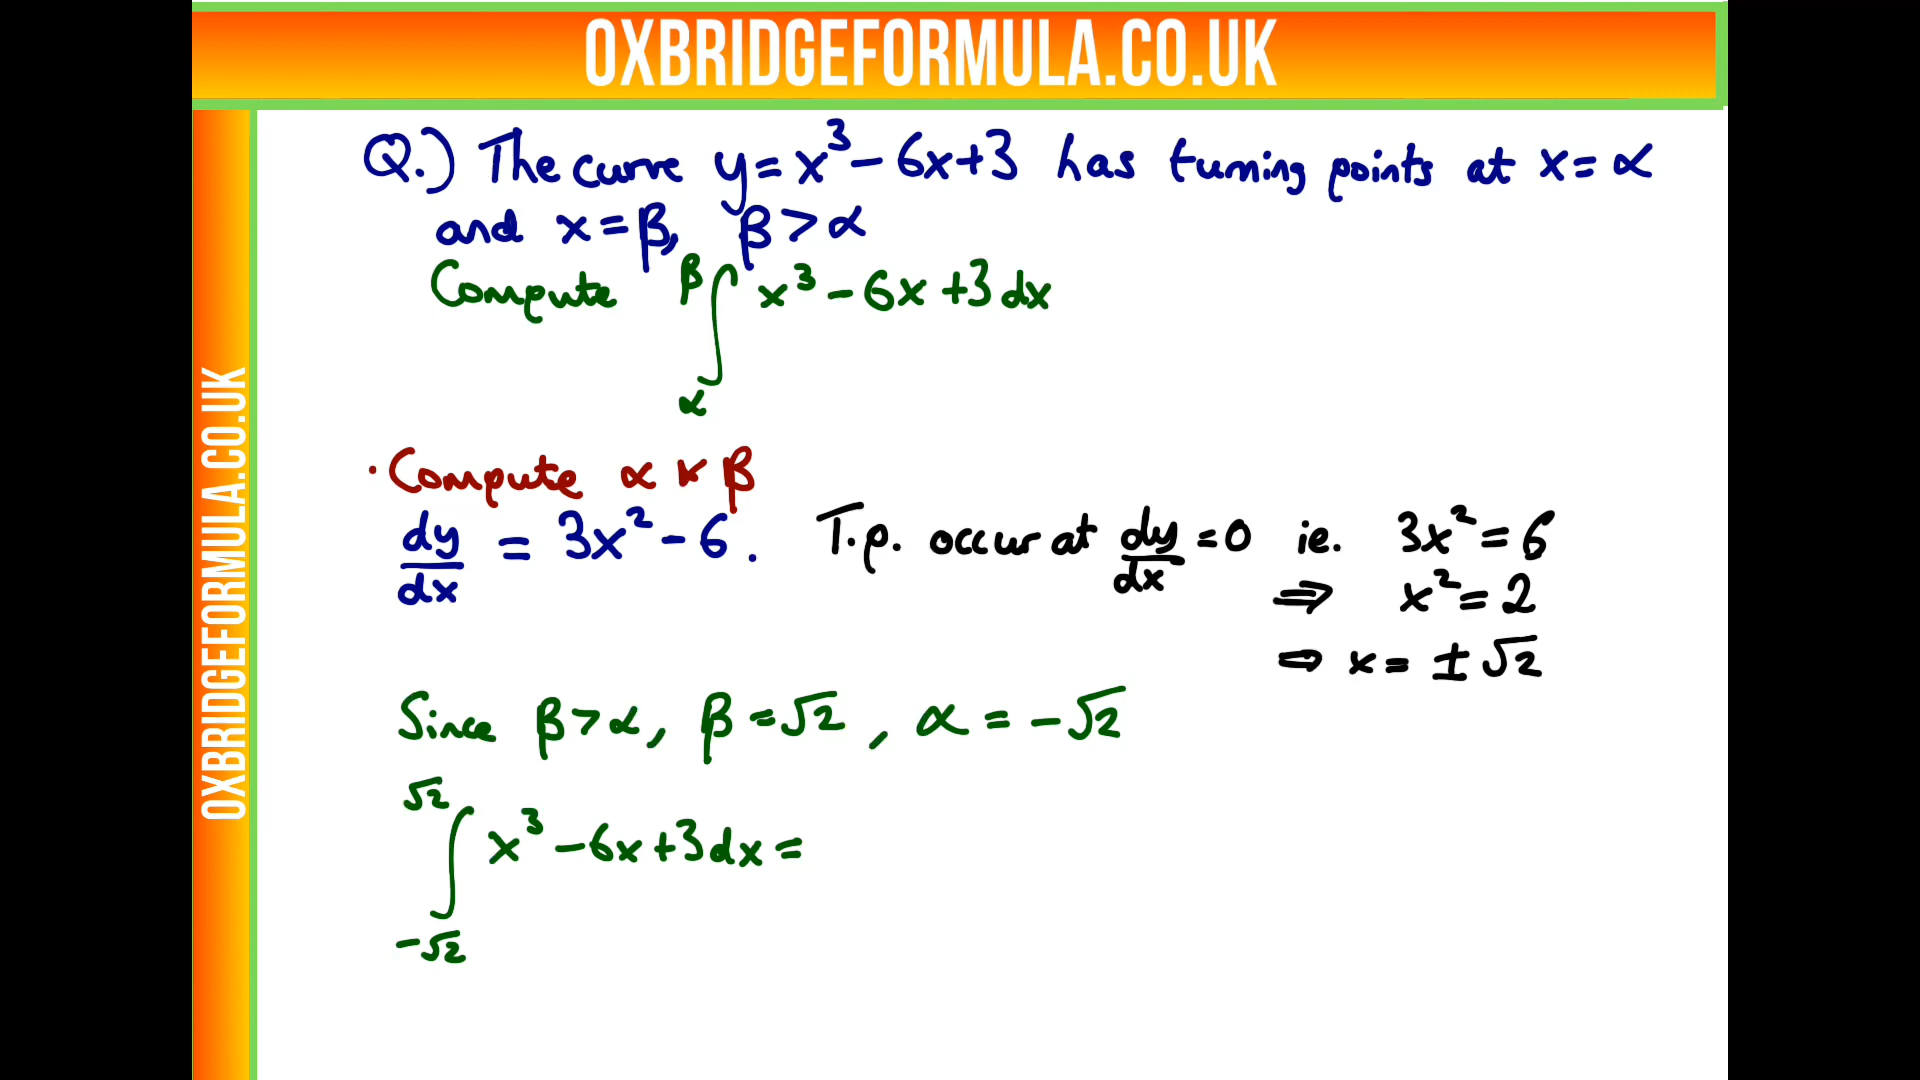 OXBRIDGEFORMULA.CO.UK
OXBRIDGEFORMULA.CO.UK
Q.) The curve y = x³ - 6x + 3 has turning points at x = α
and x = β, β > α
Compute ∫_α^β x³ - 6x + 3 dx
· Compute α & β
dy/dx = 3x² - 6. T.p. occur at dy/dx = 0 ie. 3x² = 6
⇒ x² = 2
⇒ x = ± √2
Since β > α, β = √2, α = -√2
∫_{-√2}^{√2} x³ - 6x + 3 dx =